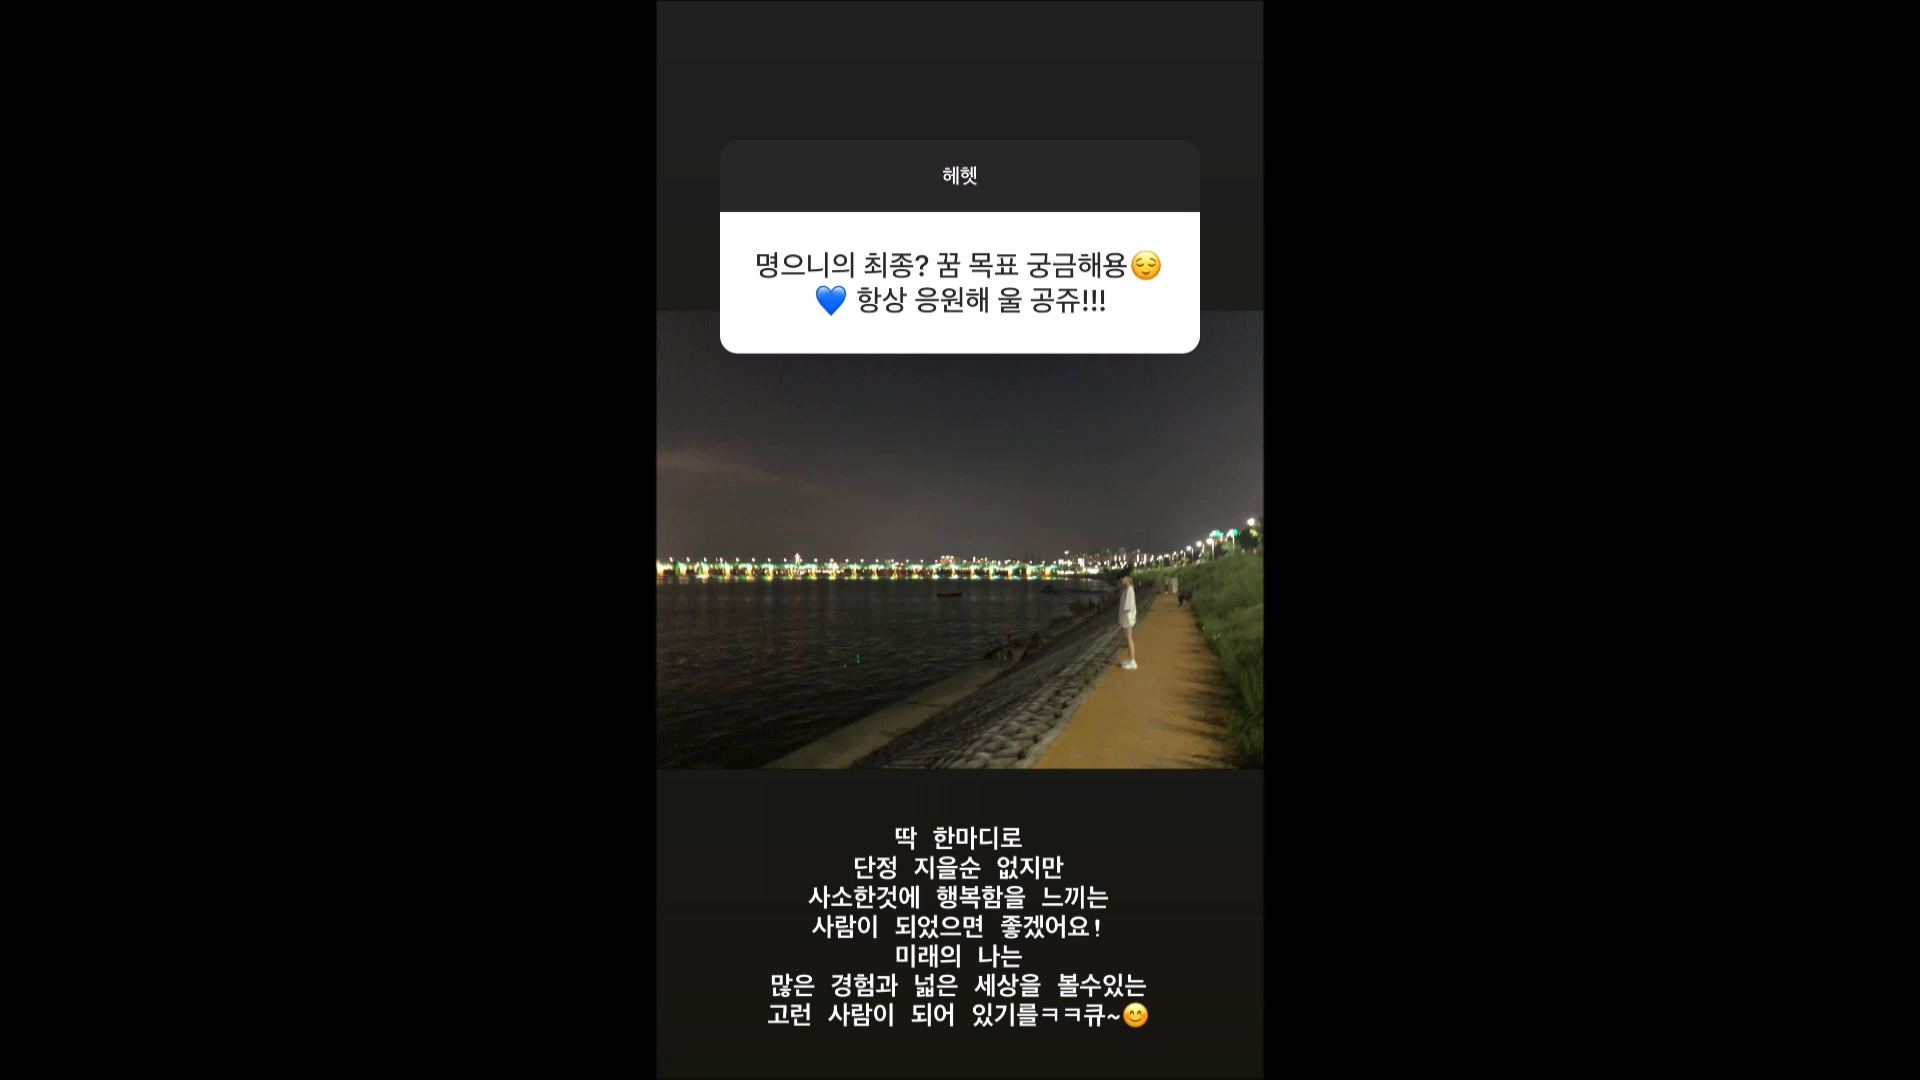 헤헷
명으니의 최종? 꿈 목표 궁금해용😌
💙 항상 응원해 울 공쥬!!!
딱 한마디로
단정 지을순 없지만
사소한것에 행복함을 느끼는
사람이 되었으면 좋겠어요!
미래의 나는
많은 경험과 넓은 세상을 볼수있는
고런 사람이 되어 있기를ㅋㅋ큐~😊